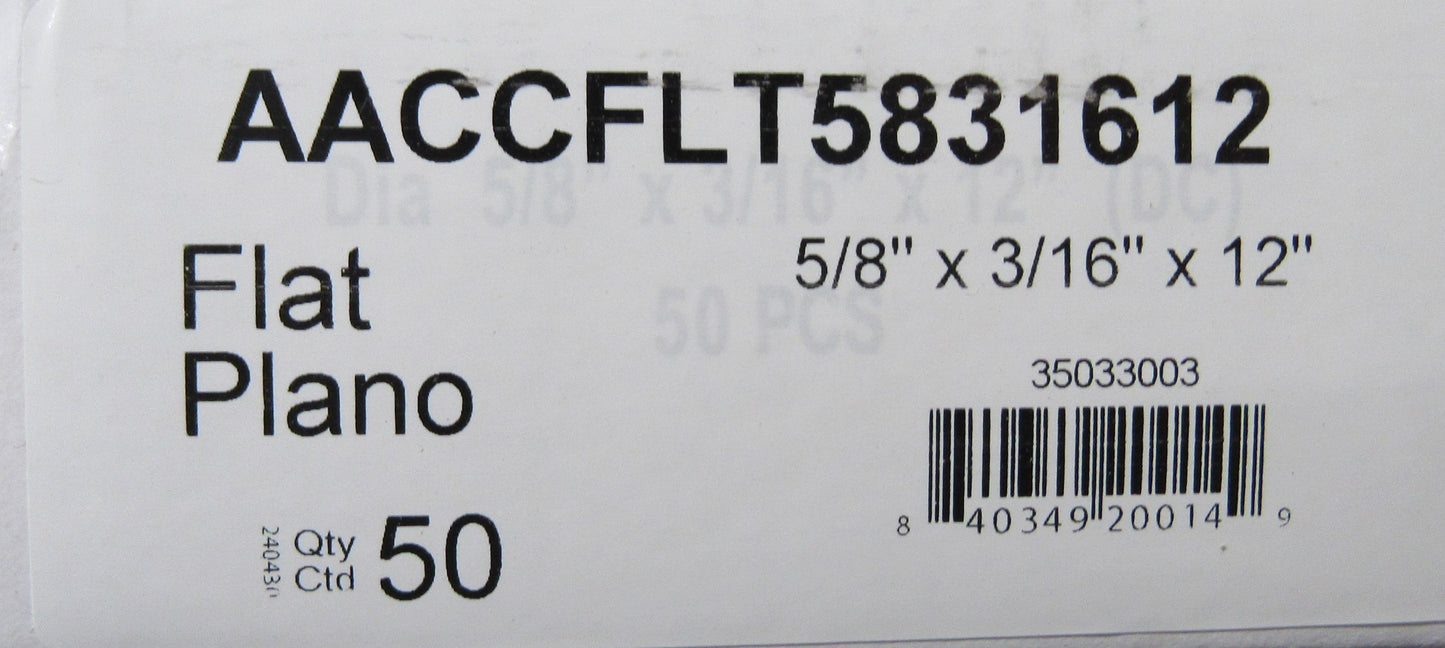 AACCFLT5831612
Dia 5/8" x 3/16" x 12" (DC)
5/8" x 3/16" x 12"
Flat
50 PCS
Plano
35033003
8 40349 20014 9
Qty
Ctd
50